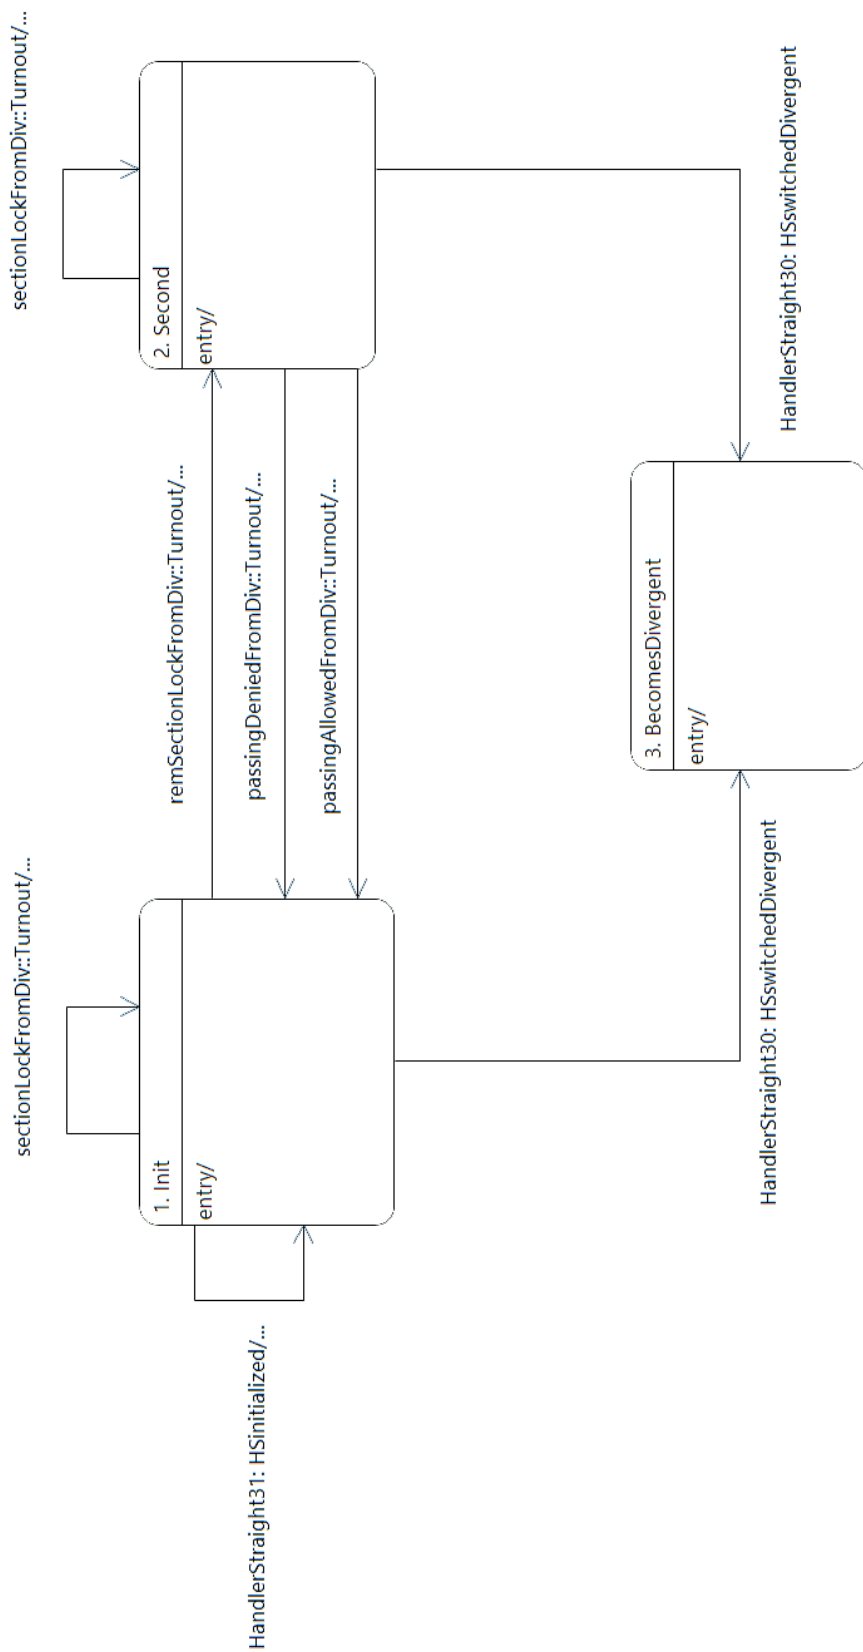 sectionLockFromDiv::Turnout/...
sectionLockFromDiv::Turnout/...
1. Init
entry/
2. Second
entry/
remSectionLockFromDiv::Turnout/...
passingDeniedFromDiv::Turnout/...
passingAllowedFromDiv::Turnout/...
HandlerStraight31: HSinitialized/...
3. BecomesDivergent
entry/
HandlerStraight30: HSswitchedDivergent
HandlerStraight30: HSswitchedDivergent